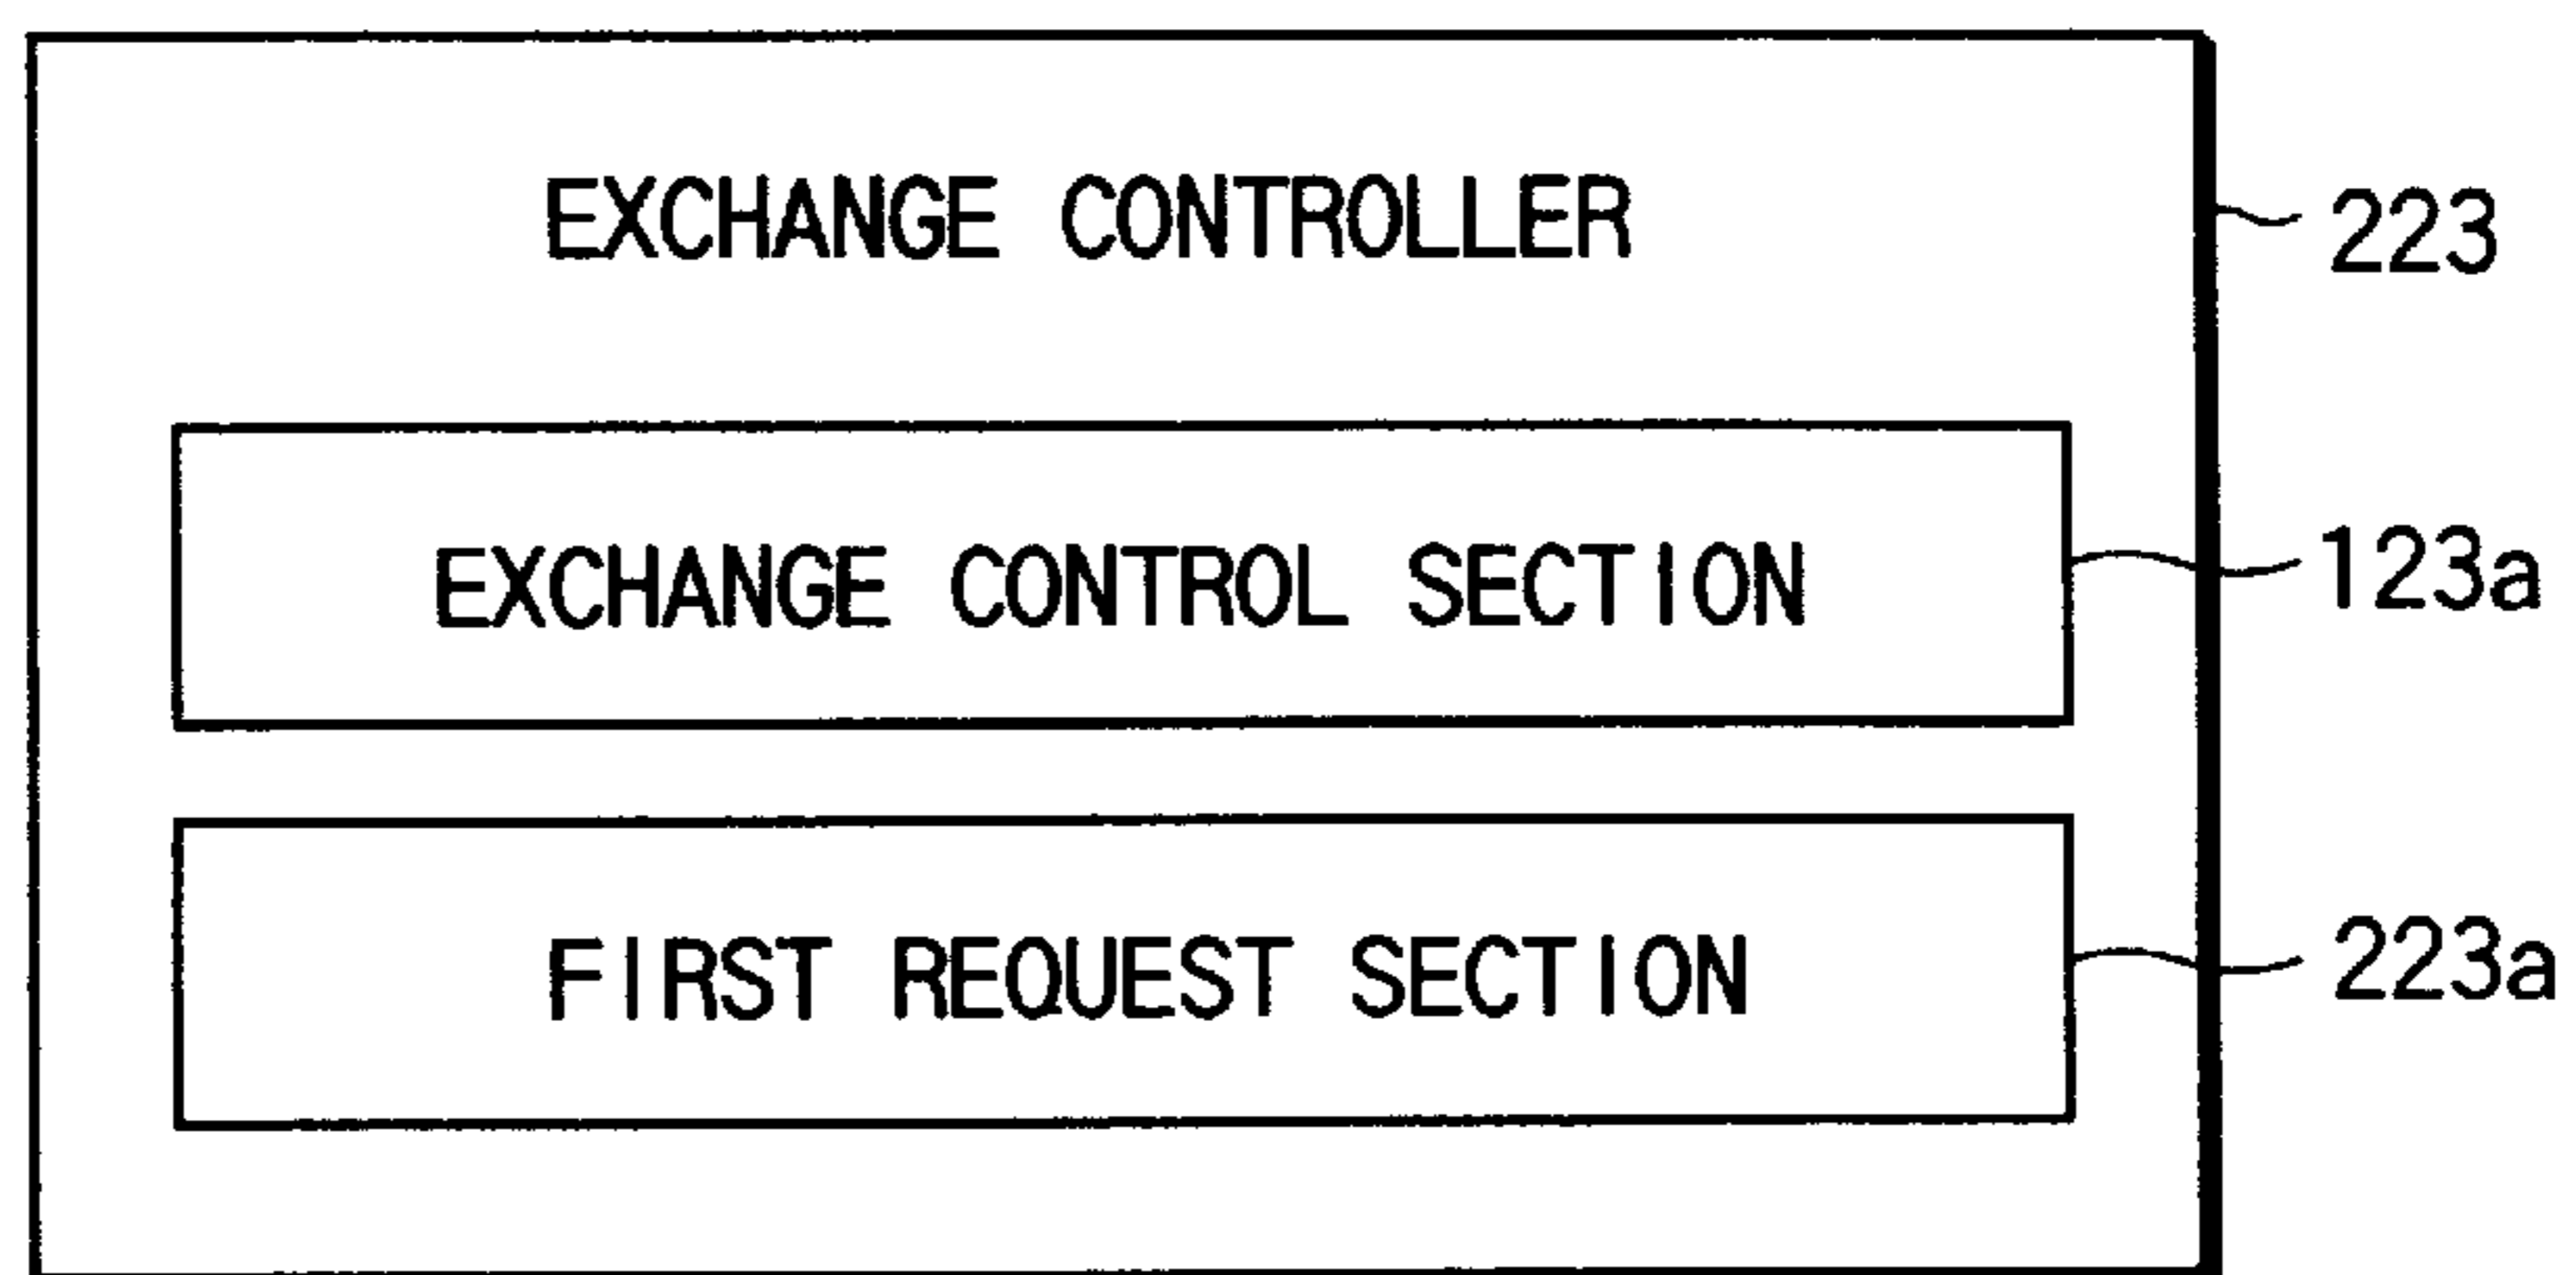 EXCHANGE CONTROLLER
223
EXCHANGE CONTROL SECTION
123a
FIRST REQUEST SECTION
223a